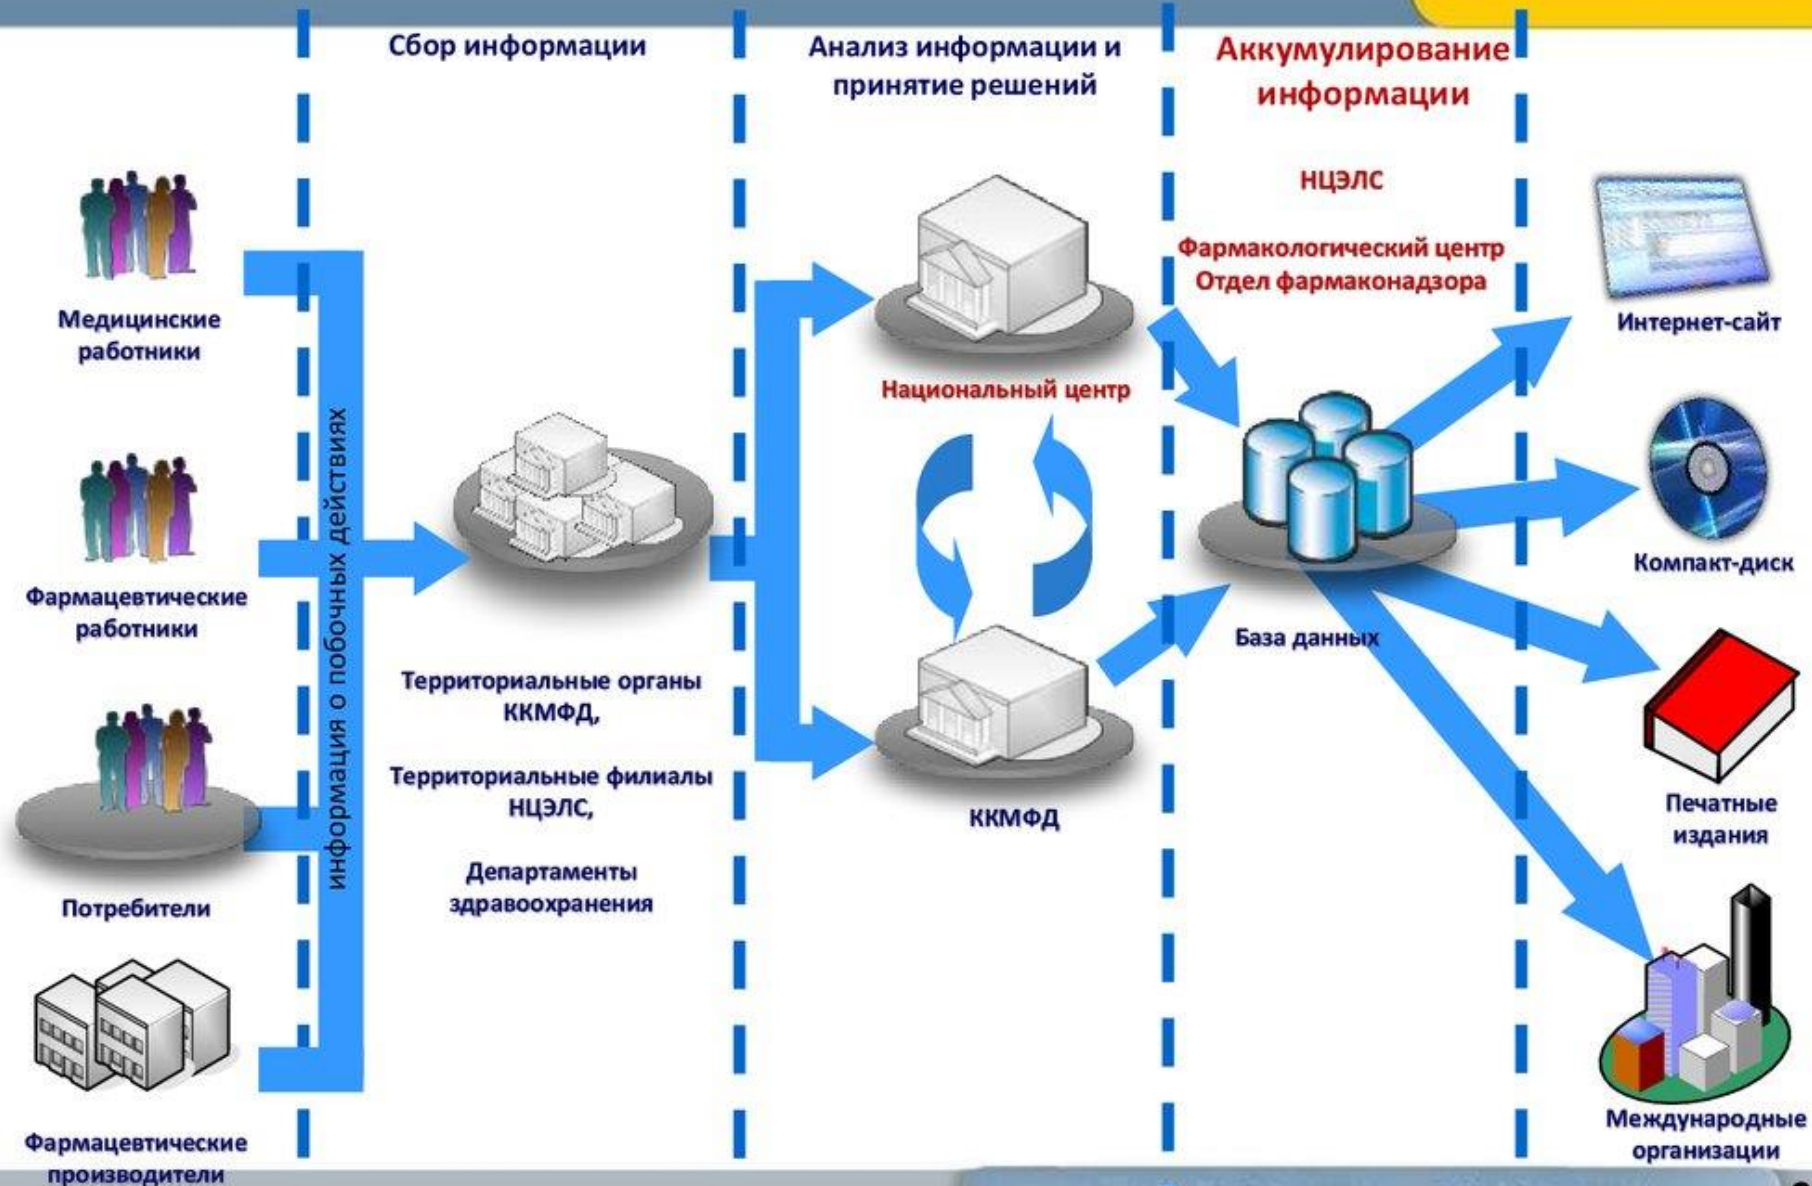 Сбор информации
Анализ информации и
принятие решений
Аккумулирование
информации
НЦЭЛС
Фармакологический центр
Отдел фармаконадзора
Медицинские
работники
Фармацевтические
работники
Потребители
Фармацевтические
производители
информация о побочных действиях
Территориальные органы
ККМФД,
Территориальные филиалы
НЦЭЛС,
Департаменты
здравоохранения
Национальный центр
ККМФД
База данных
Интернет-сайт
Компакт-диск
Печатные
издания
Международные
организации